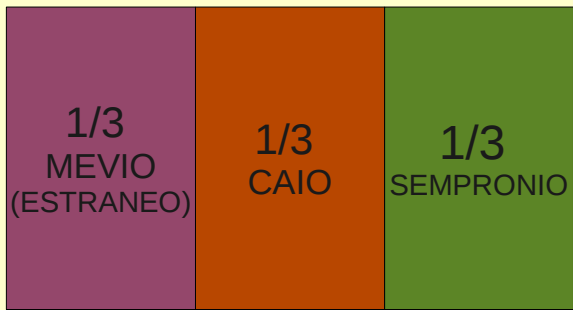 1/3
MEVIO
(ESTRANEO)
1/3
CAIO
1/3
SEMPRONIO